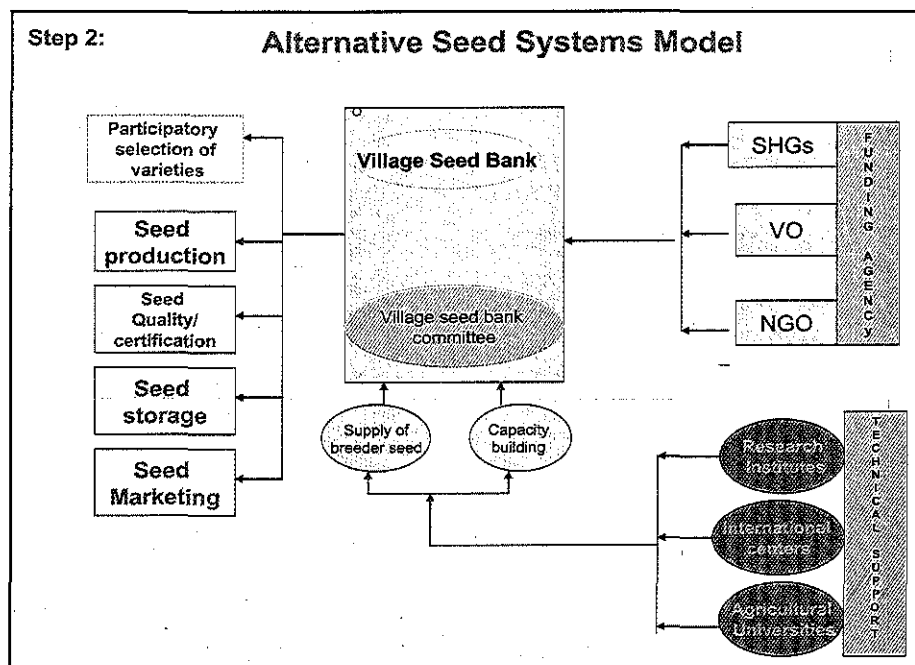 Step 2:
Alternative Seed Systems Model
Participatory
selection of
varieties
Seed
production
Seed
Quality/
certification
Seed
storage
Seed
Marketing
Village Seed Bank
Village seed bank
committee
Supply of
breeder seed
Capacity
building
SHGs
VO
NGO
FUNDING AGENCY
Research
Institutes
International
centers
Agricultural
Universities
TECHNICAL SUPPORT